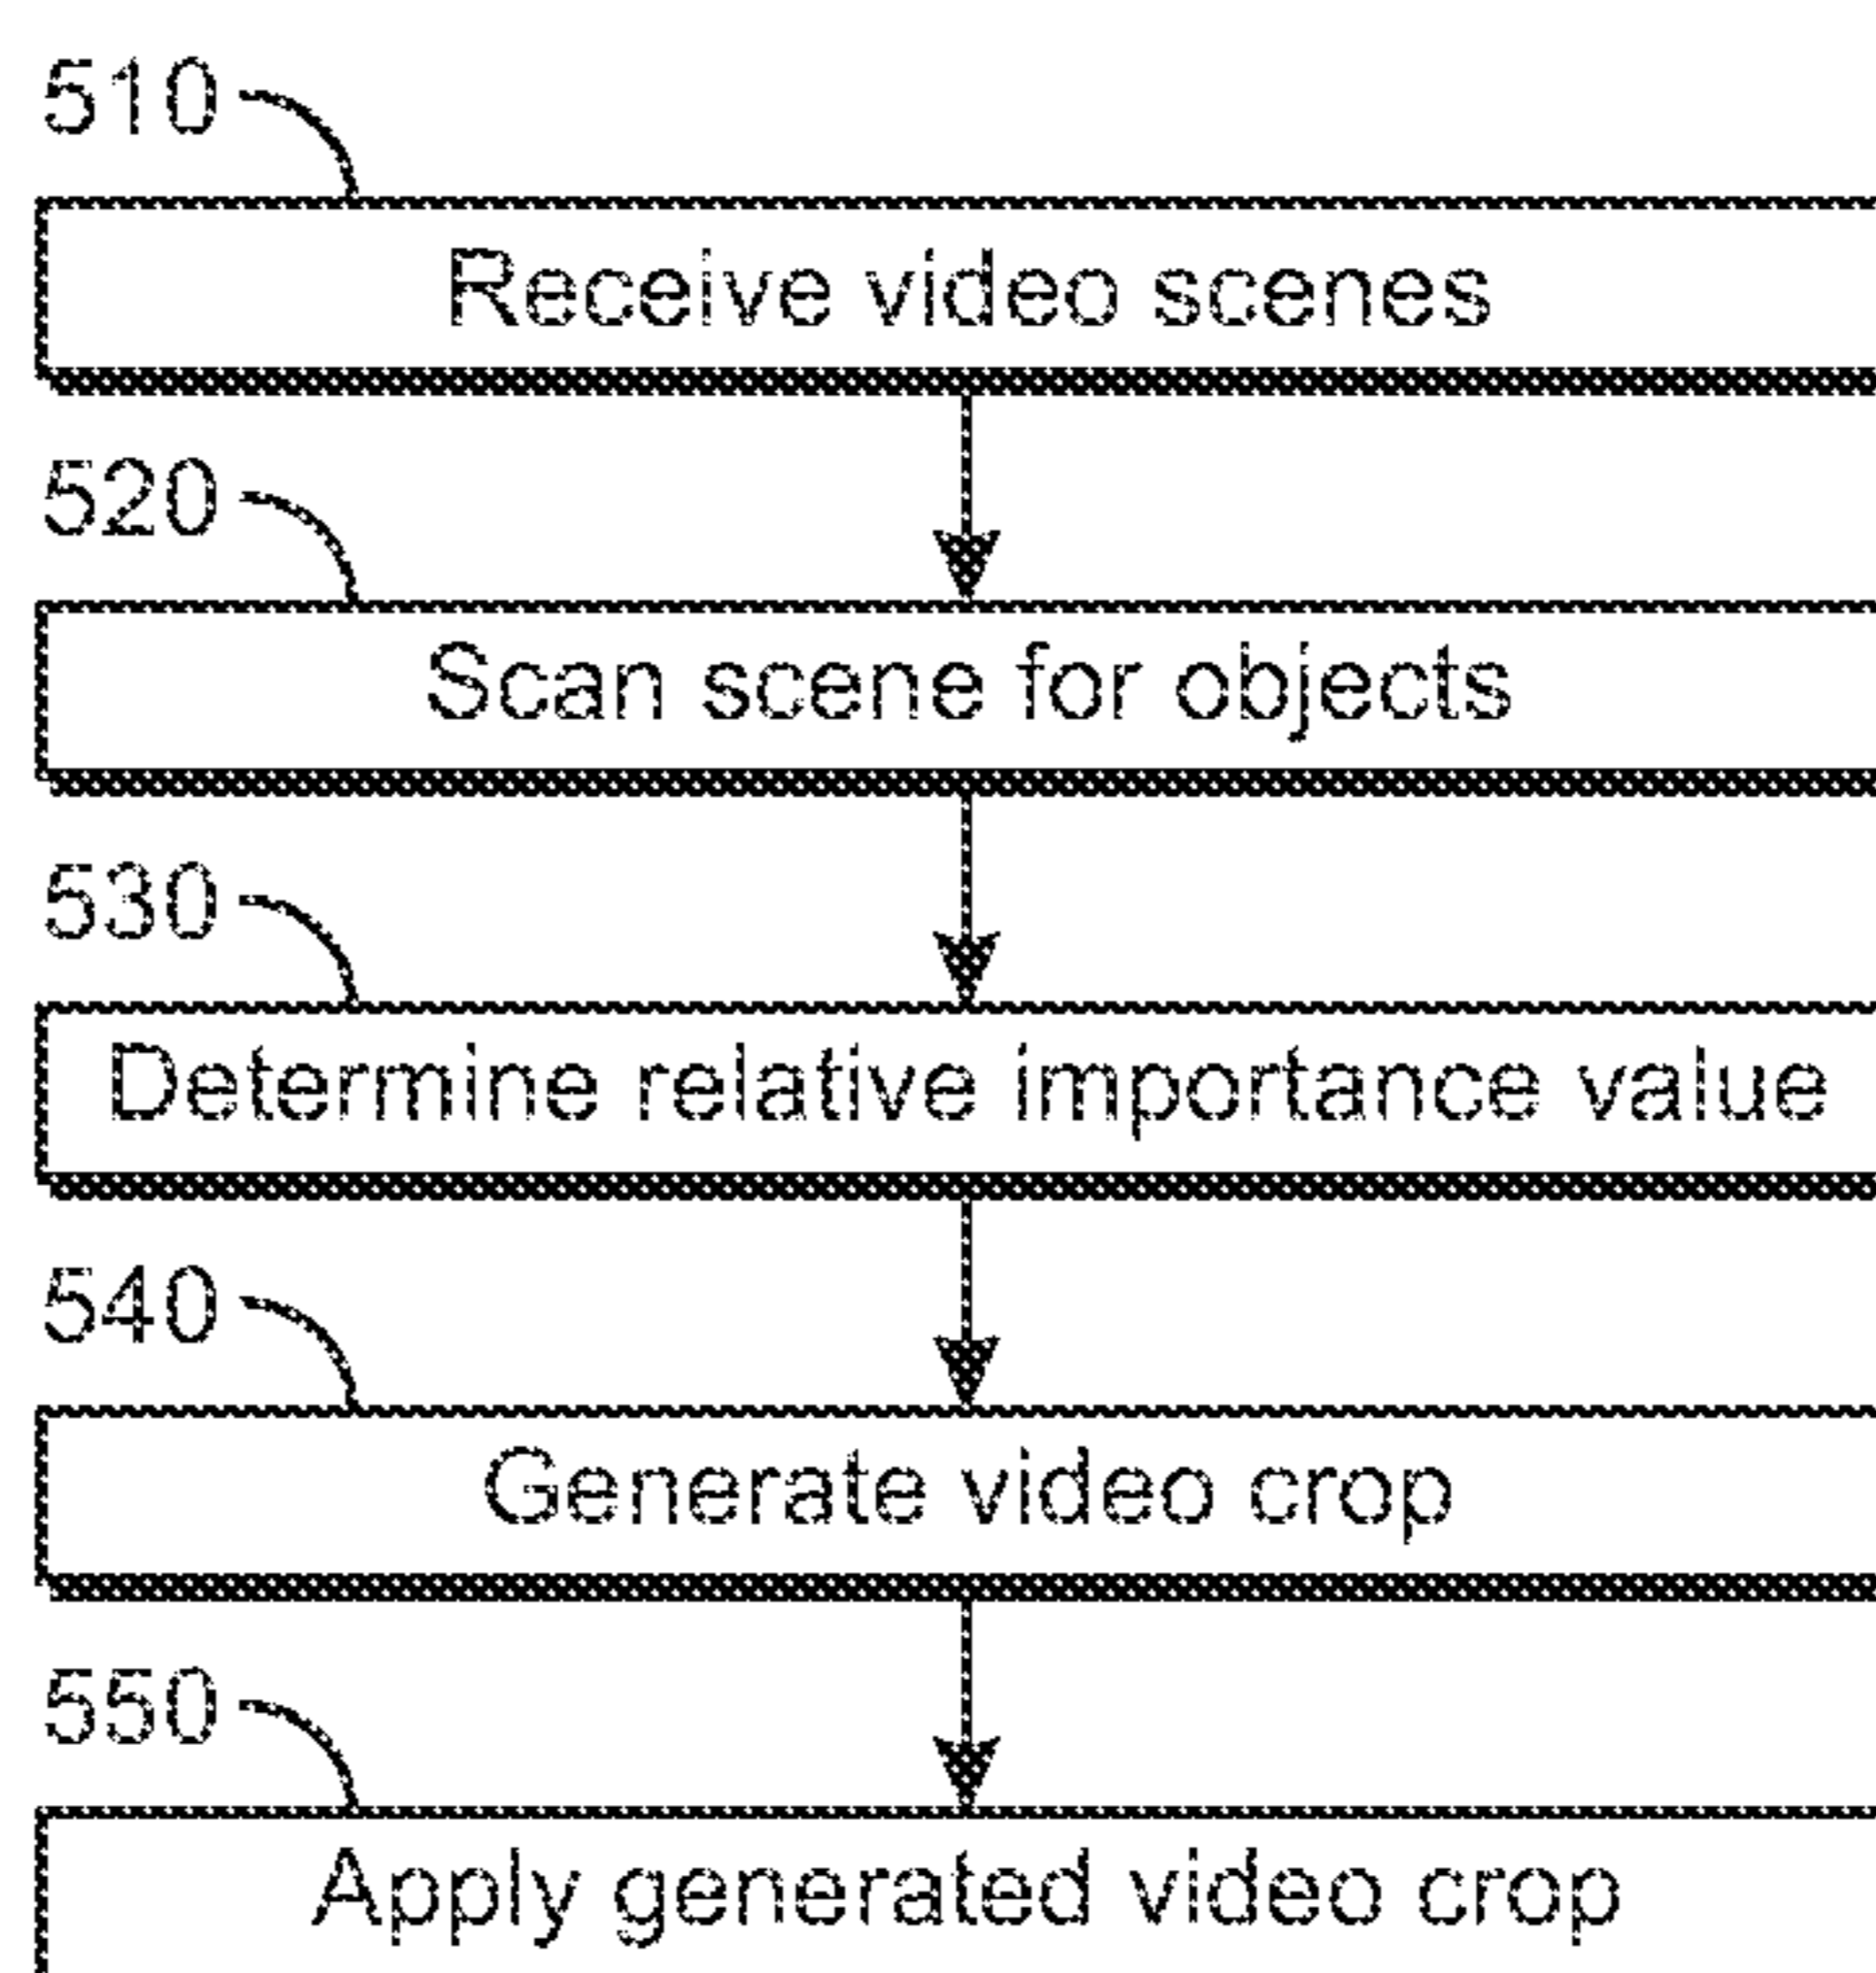 510
Receive video scenes
520
Scan scene for objects
530
Determine relative importance value
540
Generate video crop
550
Apply generated video crop